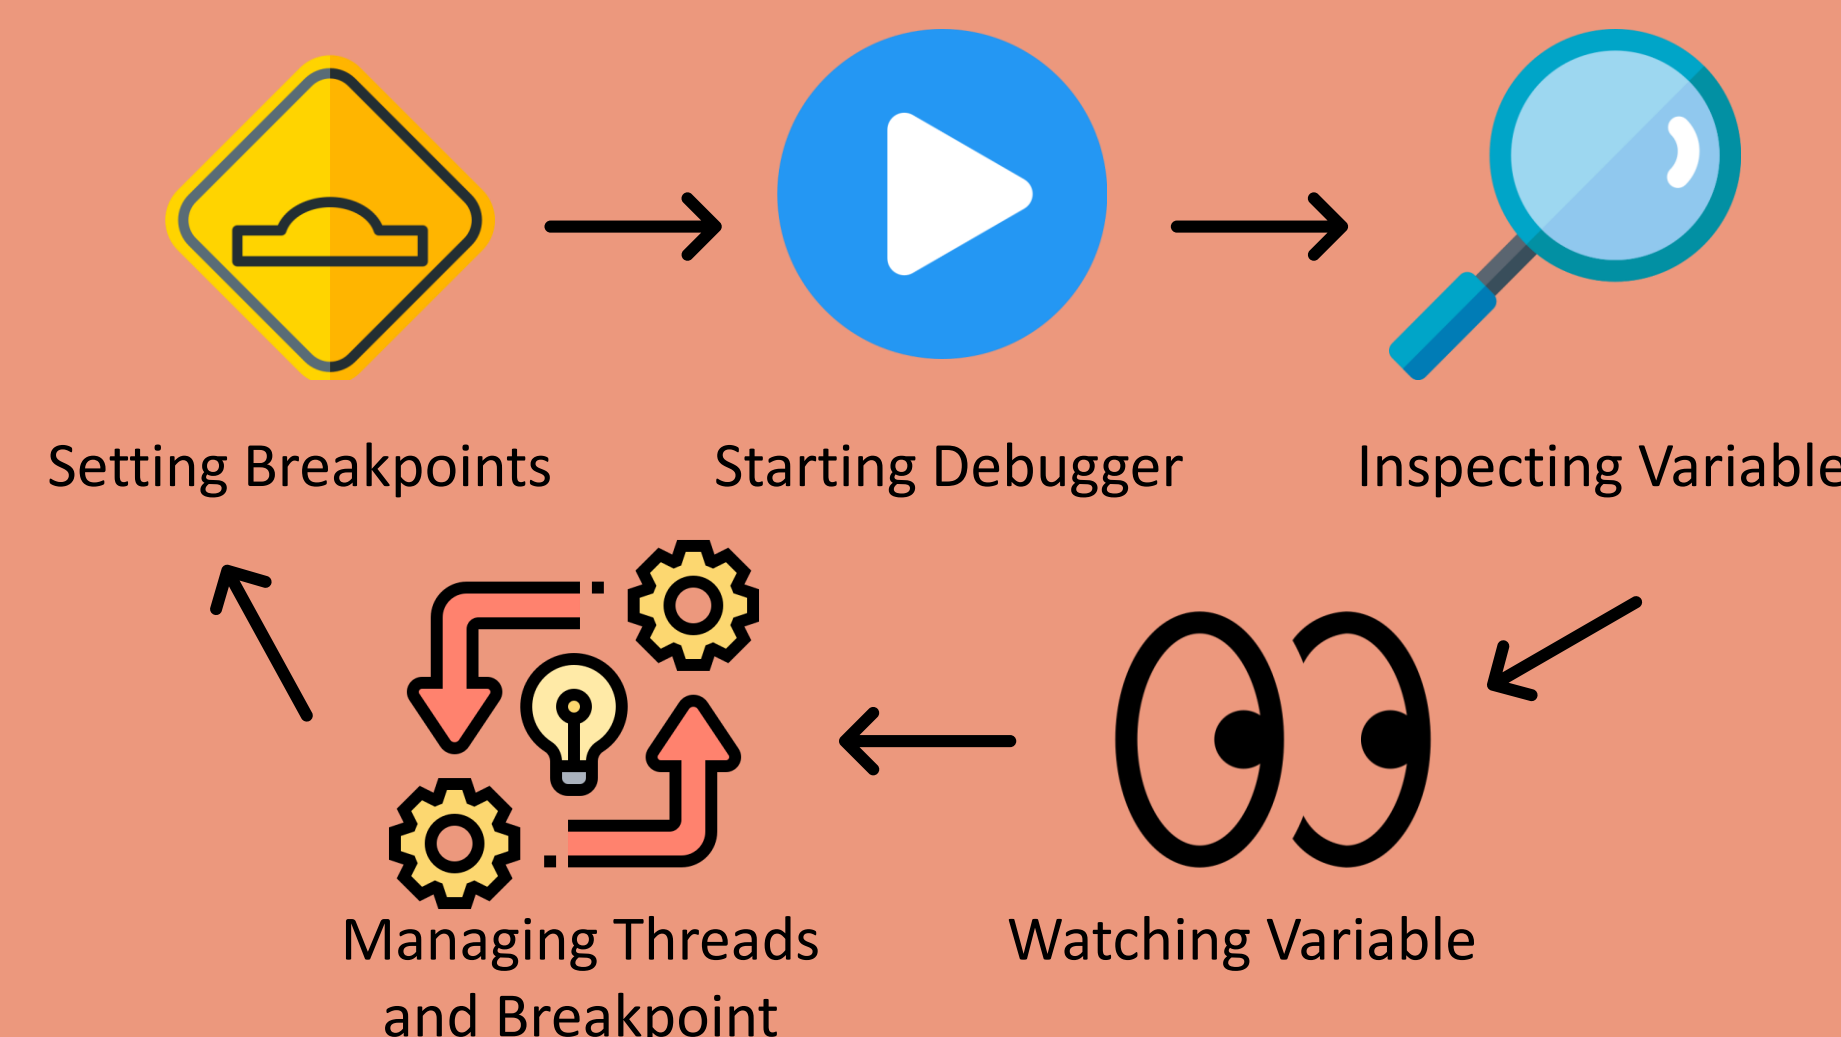 Setting Breakpoints
Starting Debugger
Inspecting Variable
Watching Variable
Managing Threads
and Breakpoint